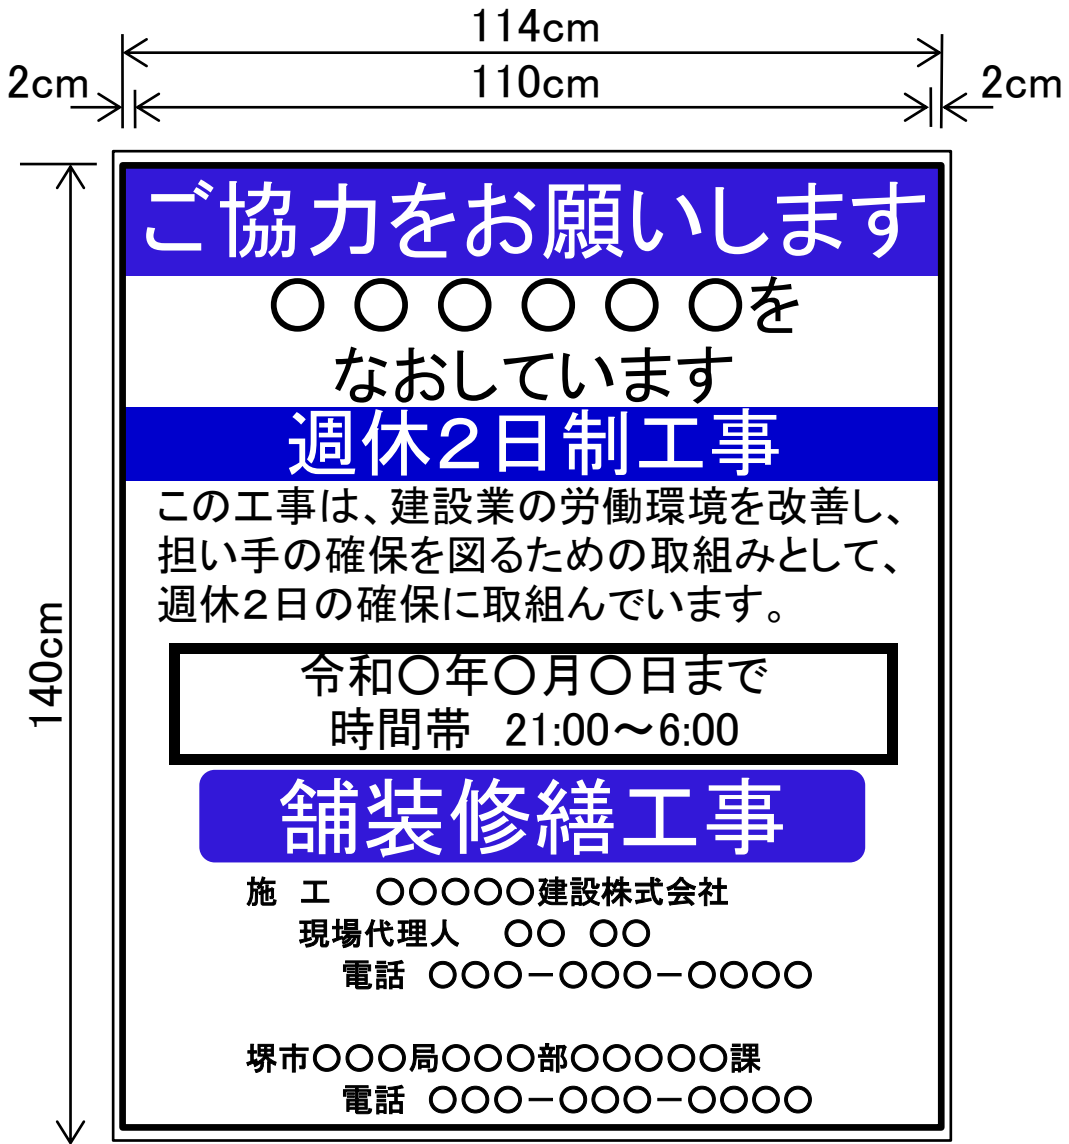 114cm
2cm 110cm 2cm
140cm
ご協力をお願いします
○○○○○○を
なおしています
週休2日制工事
この工事は、建設業の労働環境を改善し、
担い手の確保を図るための取組みとして、
週休2日の確保に取組んでいます。
令和○年○月○日まで
時間帯 21:00～6:00
舗装修繕工事
施 工 ○○○○○建設株式会社
現場代理人 ○○ ○○
電話 ○○○－○○○－○○○○
堺市○○○局○○○部○○○○○課
電話 ○○○－○○○－○○○○